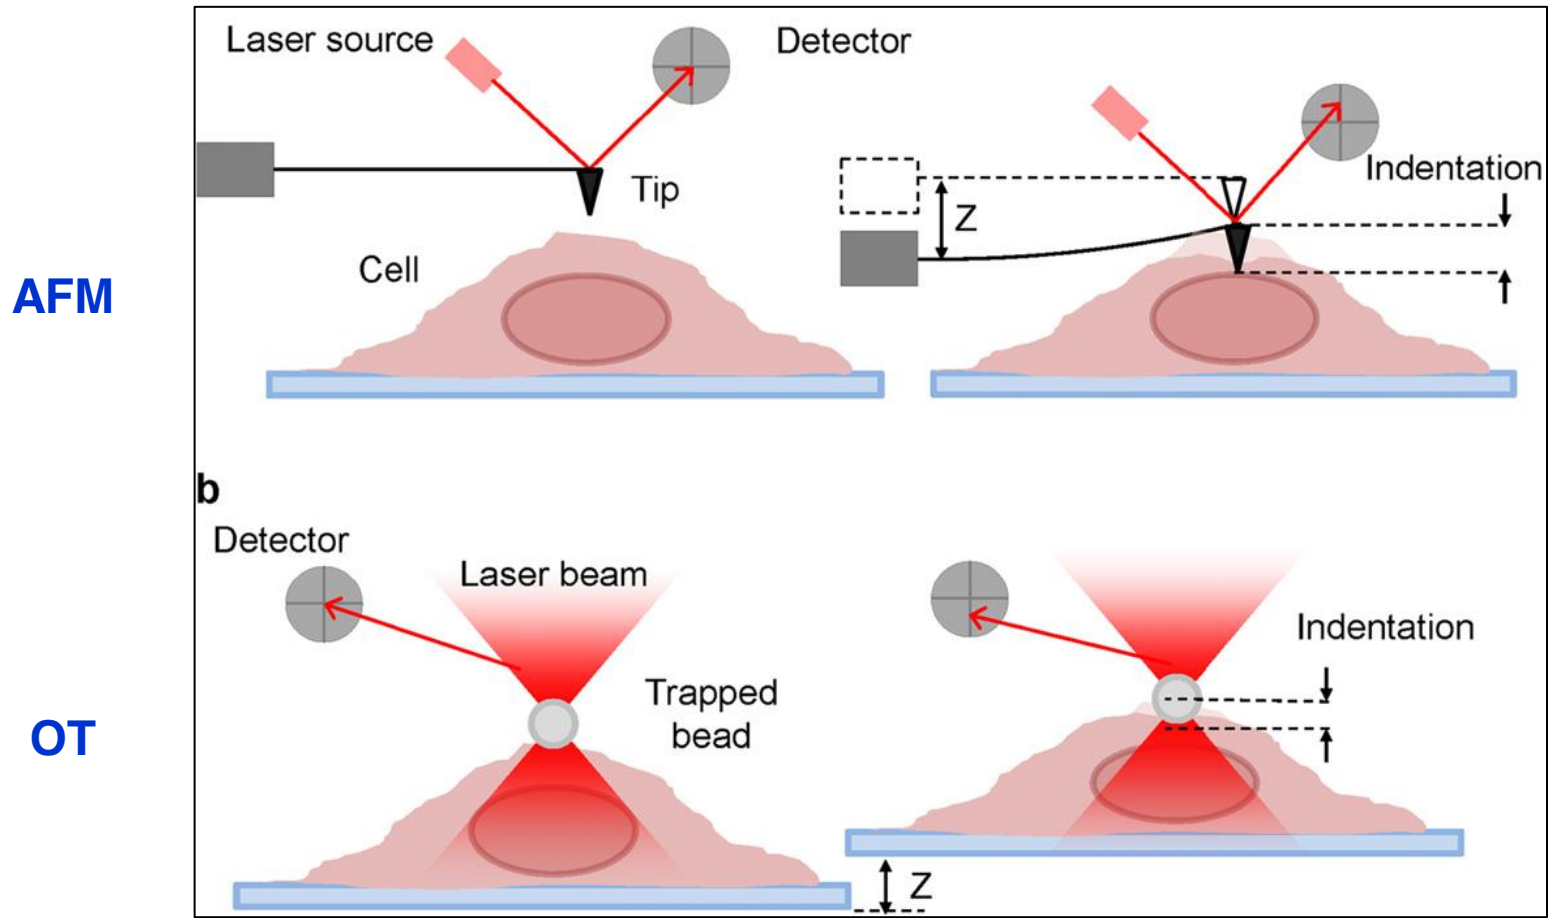 Laser source
Detector
Tip
Cell
Z
Indentation
AFM
b
Detector
Laser beam
Trapped
bead
Indentation
OT
Z